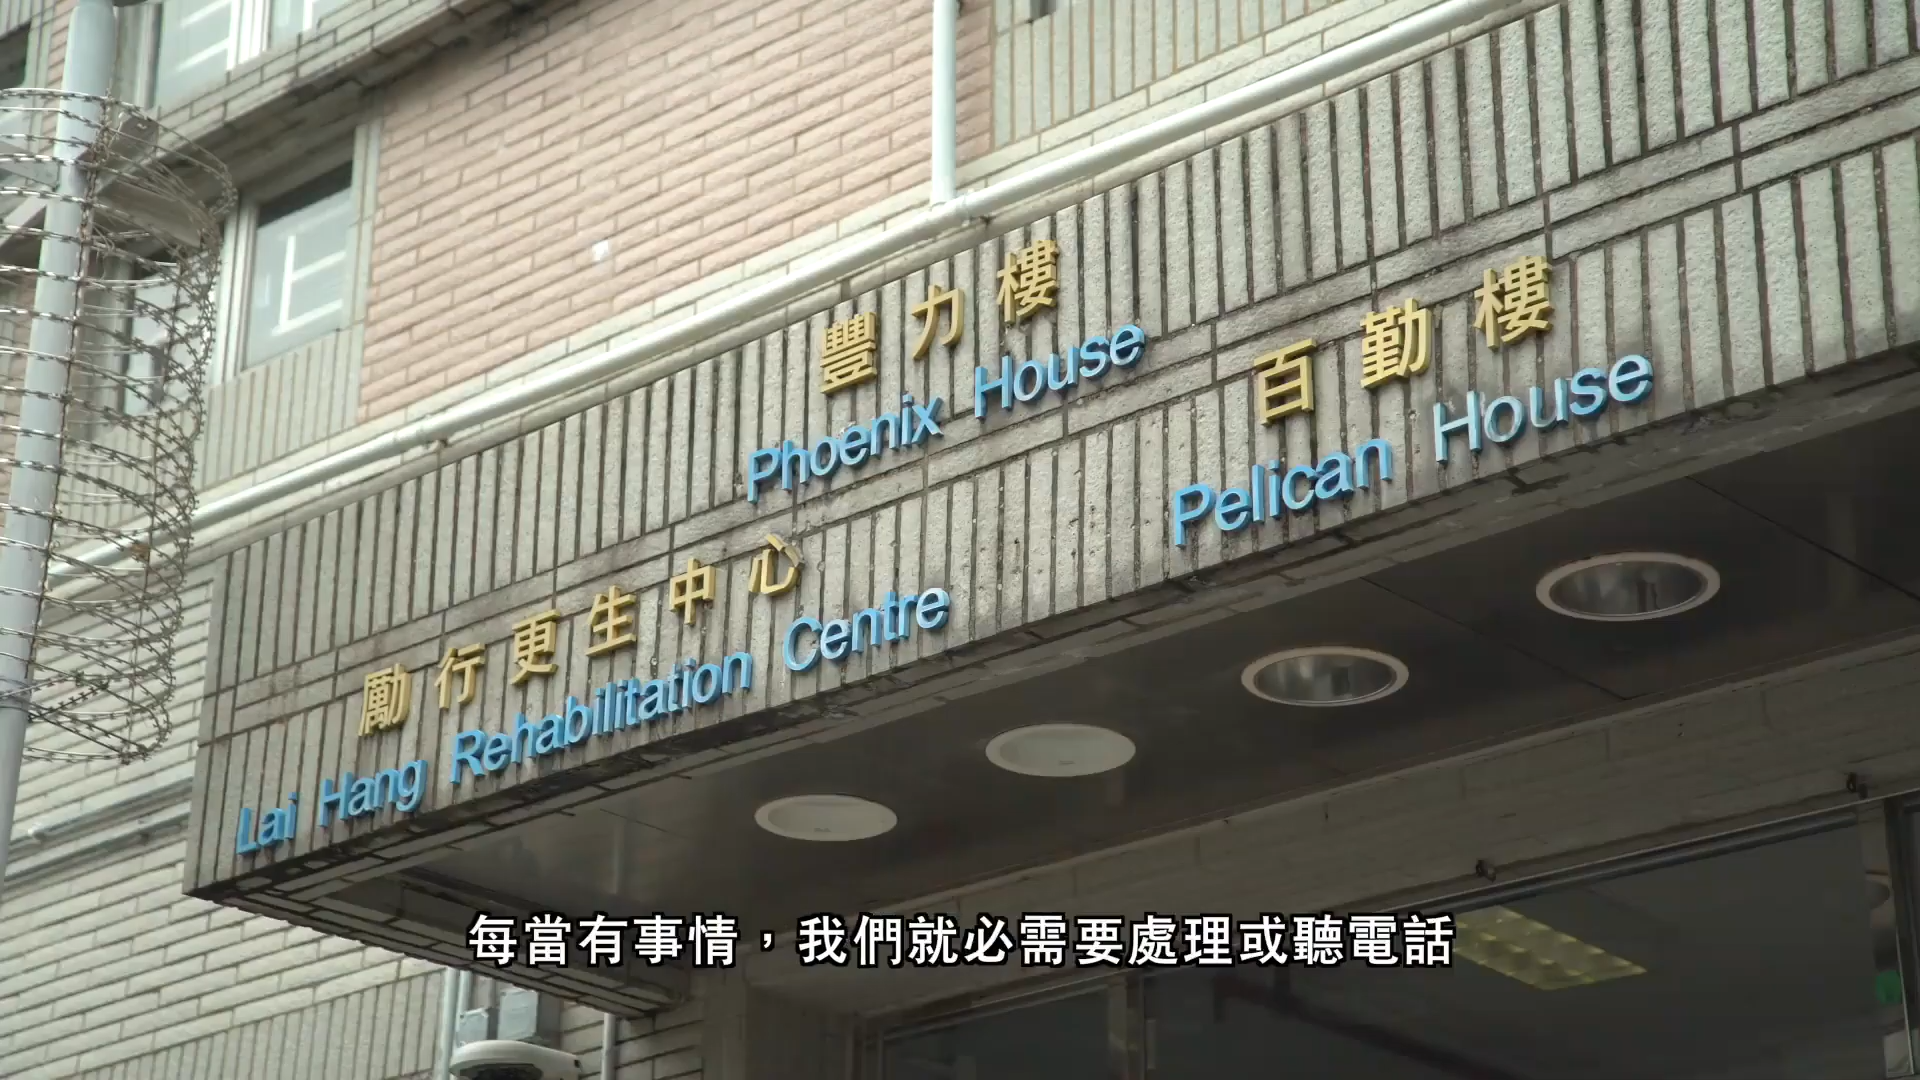 豐力樓
Phoenix House
百勤樓
Pelican House
勵行更生中心
Lai Hang Rehabilitation Centre
每當有事情，我們就必需要處理或聽電話